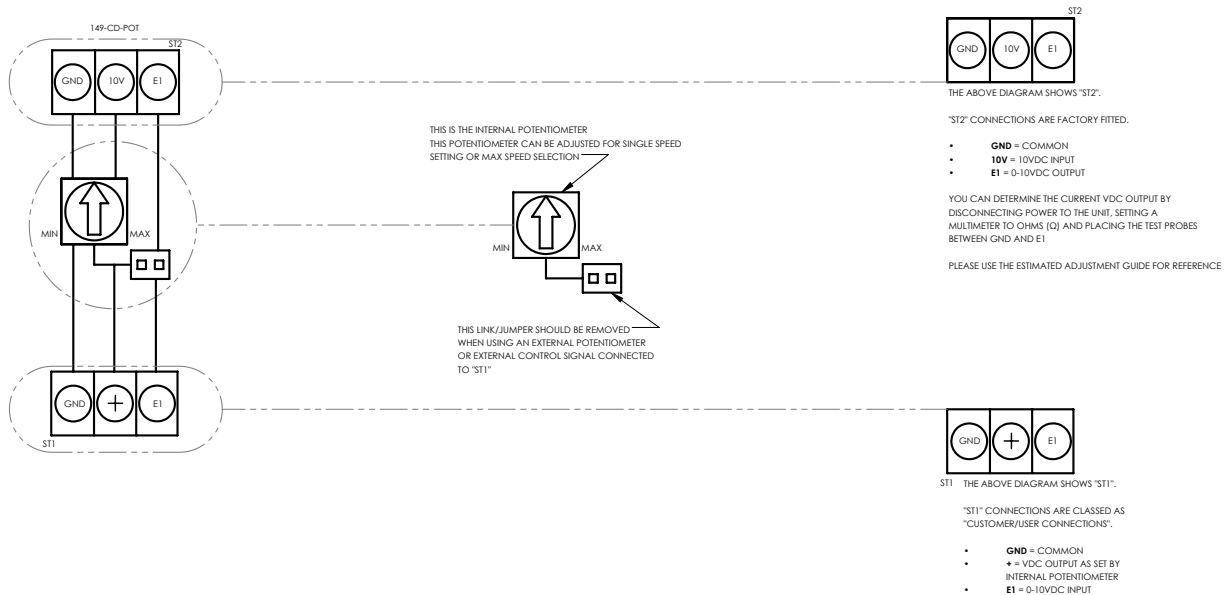 149-CD-POT
ST2
GND 10V E1
MIN MAX
GND + E1
ST1
THIS IS THE INTERNAL POTENTIOMETER
THIS POTENTIOMETER CAN BE ADJUSTED FOR SINGLE SPEED
SETTING OR MAX SPEED SELECTION
MIN MAX
THIS LINK/JUMPER SHOULD BE REMOVED
WHEN USING AN EXTERNAL POTENTIOMETER
OR EXTERNAL CONTROL SIGNAL CONNECTED
TO "ST1"
ST2
GND 10V E1
THE ABOVE DIAGRAM SHOWS "ST2".
"ST2" CONNECTIONS ARE FACTORY FITTED.
• GND = COMMON
• 10V = 10VDC INPUT
• E1 = 0-10VDC OUTPUT
YOU CAN DETERMINE THE CURRENT VDC OUTPUT BY
DISCONNECTING POWER TO THE UNIT, SETTING A
MULTIMETER TO OHMS (Ω) AND PLACING THE TEST PROBES
BETWEEN GND AND E1
PLEASE USE THE ESTIMATED ADJUSTMENT GUIDE FOR REFERENCE
GND + E1
ST1 THE ABOVE DIAGRAM SHOWS "ST1".
"ST1" CONNECTIONS ARE CLASSED AS
"CUSTOMER/USER CONNECTIONS".
• GND = COMMON
• + = VDC OUTPUT AS SET BY
INTERNAL POTENTIOMETER
• E1 = 0-10VDC INPUT